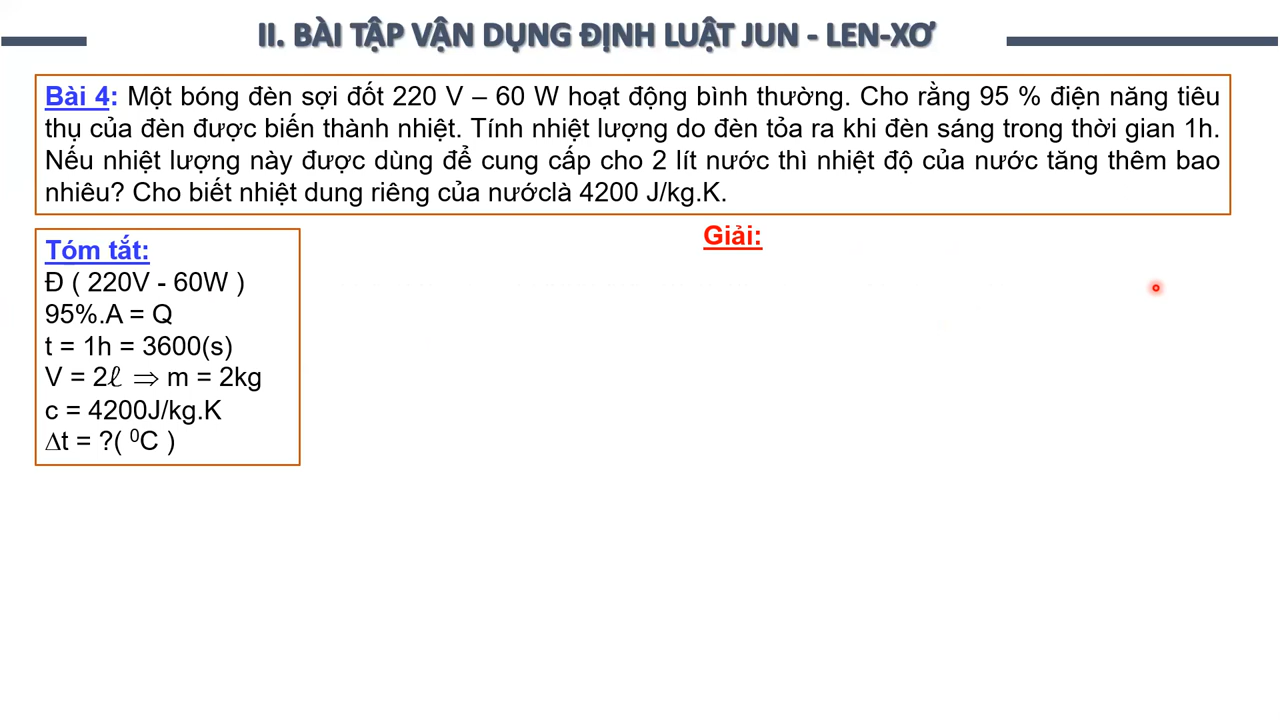 II. BÀI TẬP VẬN DỤNG ĐỊNH LUẬT JUN - LEN-XƠ
Bài 4: Một bóng đèn sợi đốt 220 V – 60 W hoạt động bình thường. Cho rằng 95 % điện năng tiêu
thụ của đèn được biến thành nhiệt. Tính nhiệt lượng do đèn tỏa ra khi đèn sáng trong thời gian 1h.
Nếu nhiệt lượng này được dùng để cung cấp cho 2 lít nước thì nhiệt độ của nước tăng thêm bao
nhiêu? Cho biết nhiệt dung riêng của nướclà 4200 J/kg.K.
Giải:
Tóm tắt:
Đ ( 220V - 60W )
95%.A = Q
t = 1h = 3600(s)
V = 2ℓ ⇒ m = 2kg
c = 4200J/kg.K
Δt = ?( ⁰C )